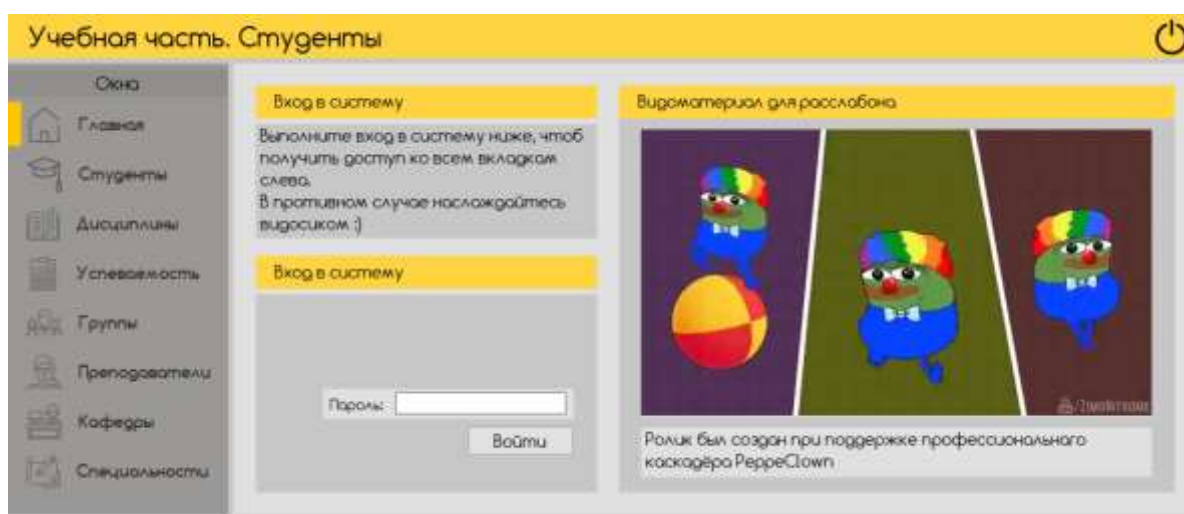 Учебная часть. Студенты
Окна
Главная
Студенты
Дисциплины
Успеваемость
Группы
Преподаватели
Кафедры
Специальности
Вход в систему
Выполните вход в систему ниже, чтоб
получить доступ ко всем вкладкам
слева.
В противном случае наслаждайтесь
видосиком :)
Вход в систему
Пароль:
Войти
Видоматериал для расслабона
Ролик был создан при поддержке профессионального
каскадёра PeppeClown